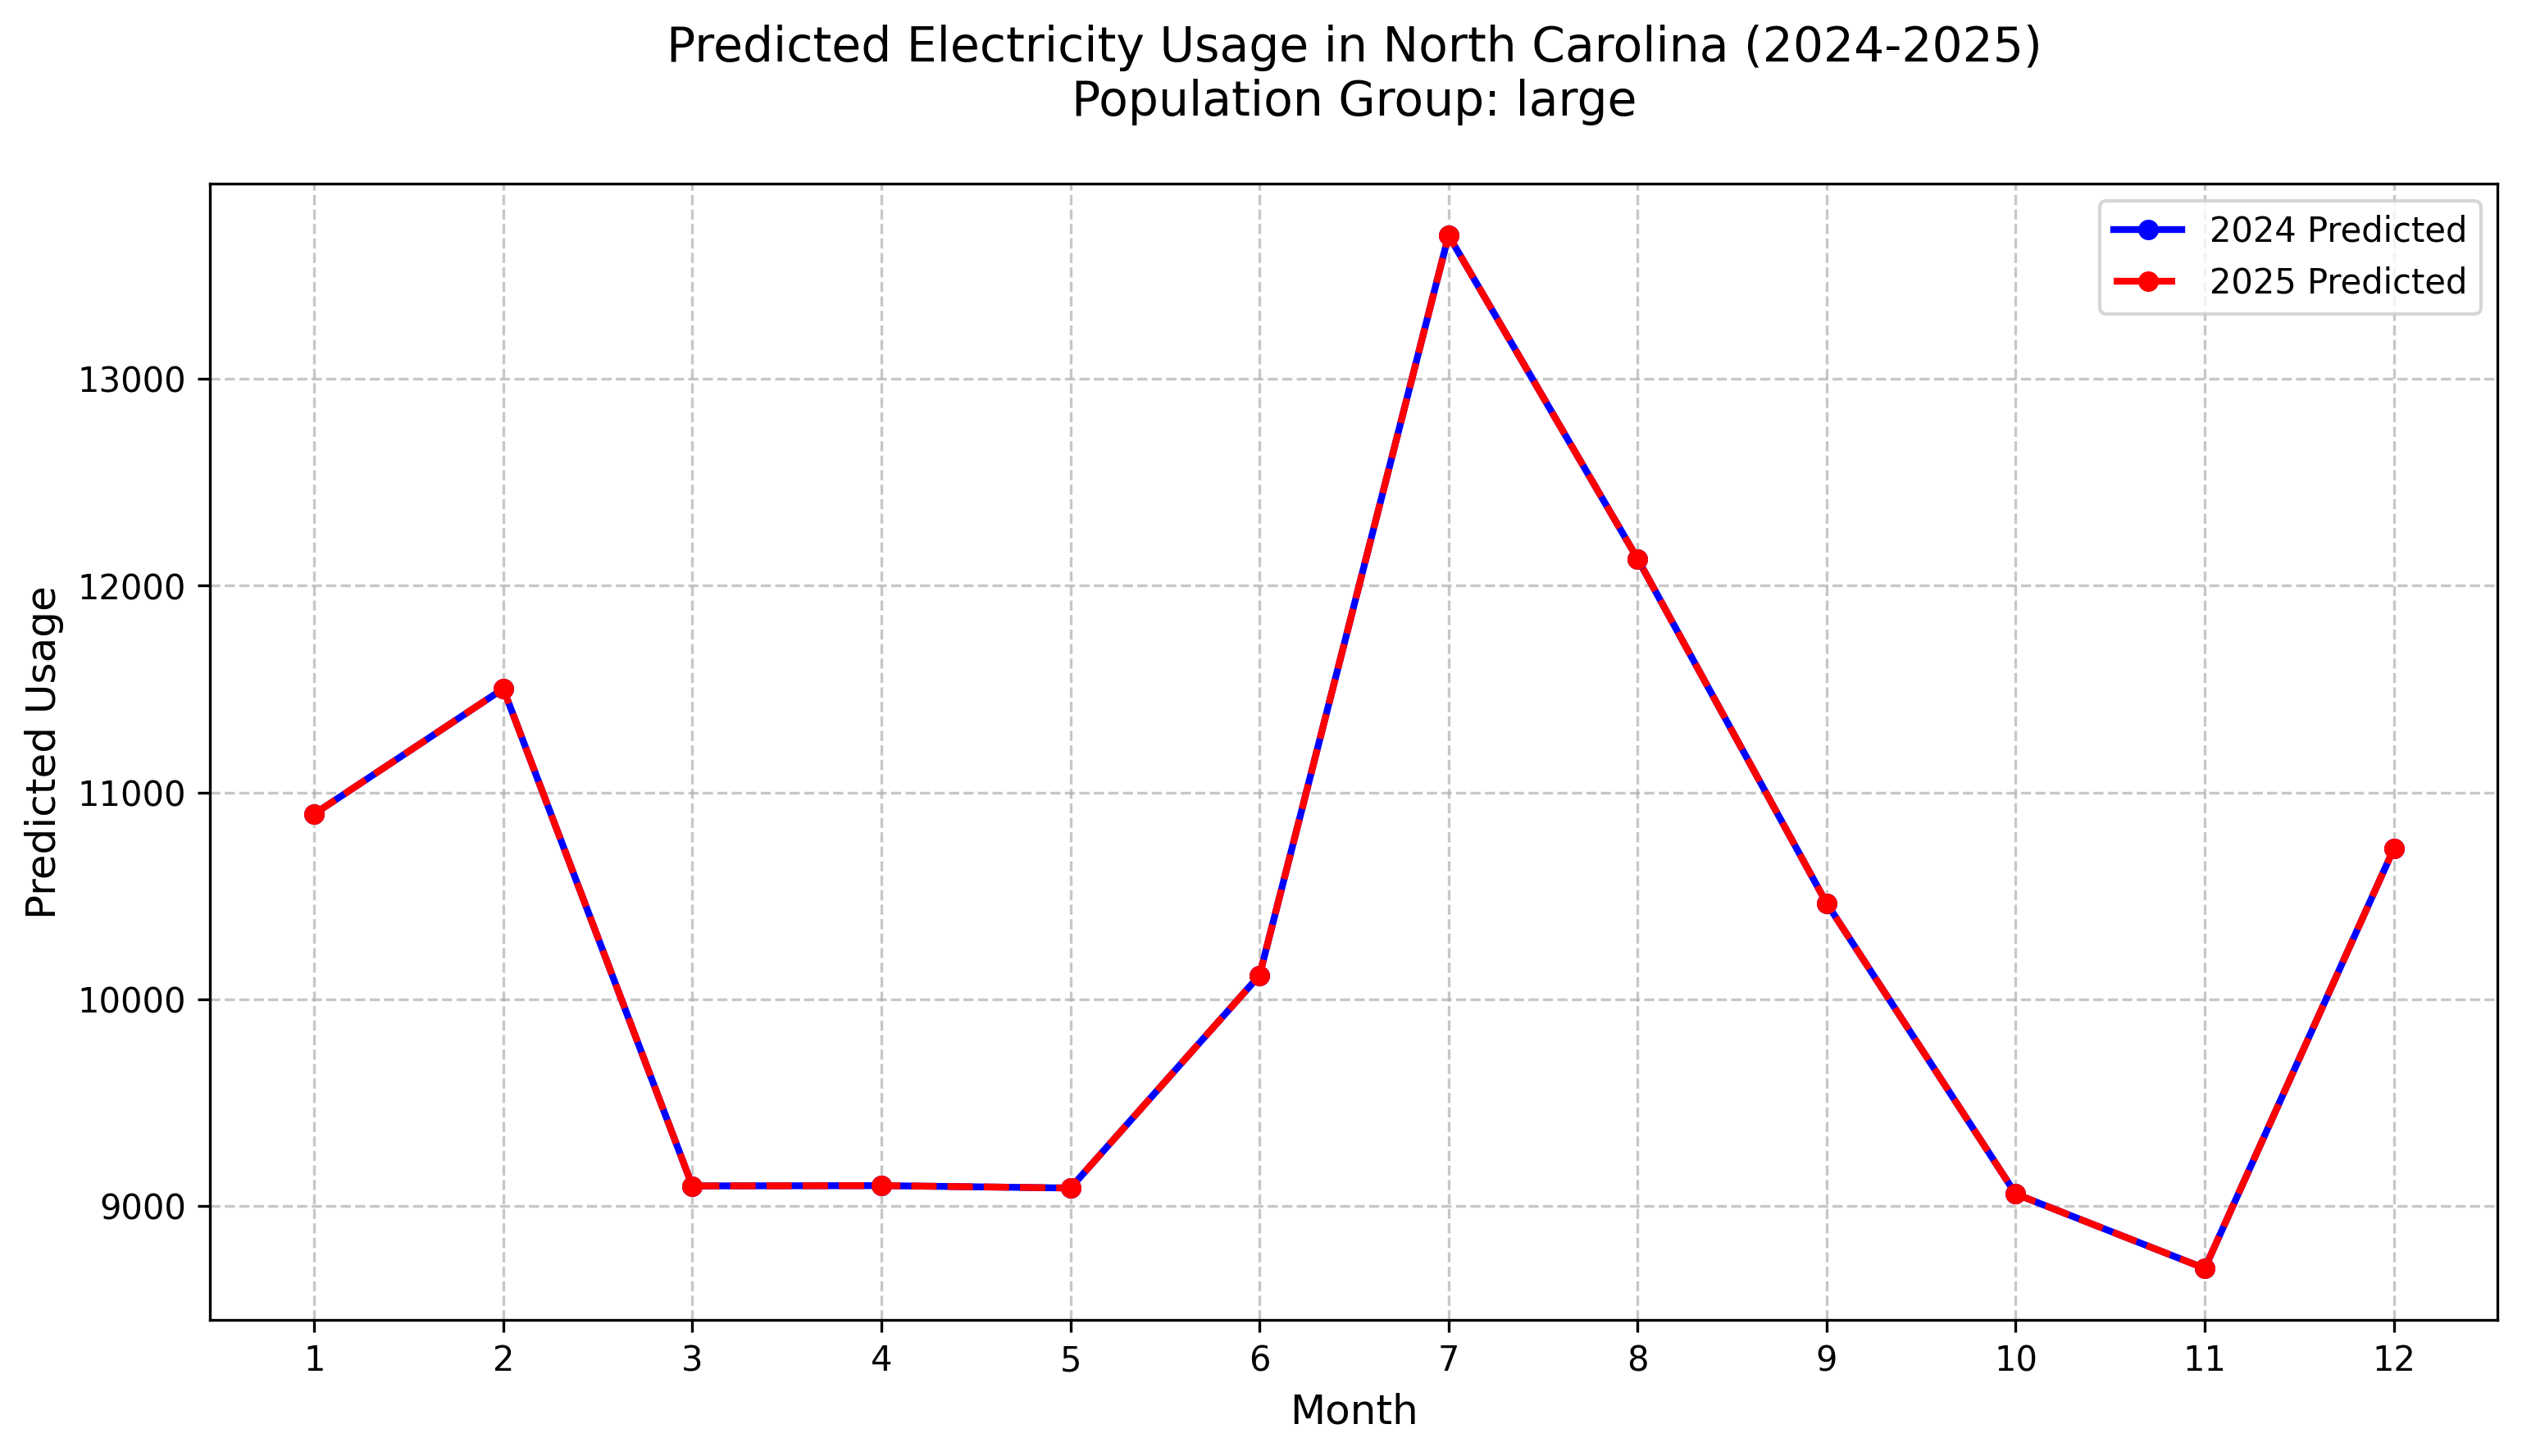 Predicted Electricity Usage in North Carolina (2024-2025)
Population Group: large
2024 Predicted
2025 Predicted
Predicted Usage
13000
12000
11000
10000
9000
1 2 3 4 5 6 7 8 9 10 11 12
Month